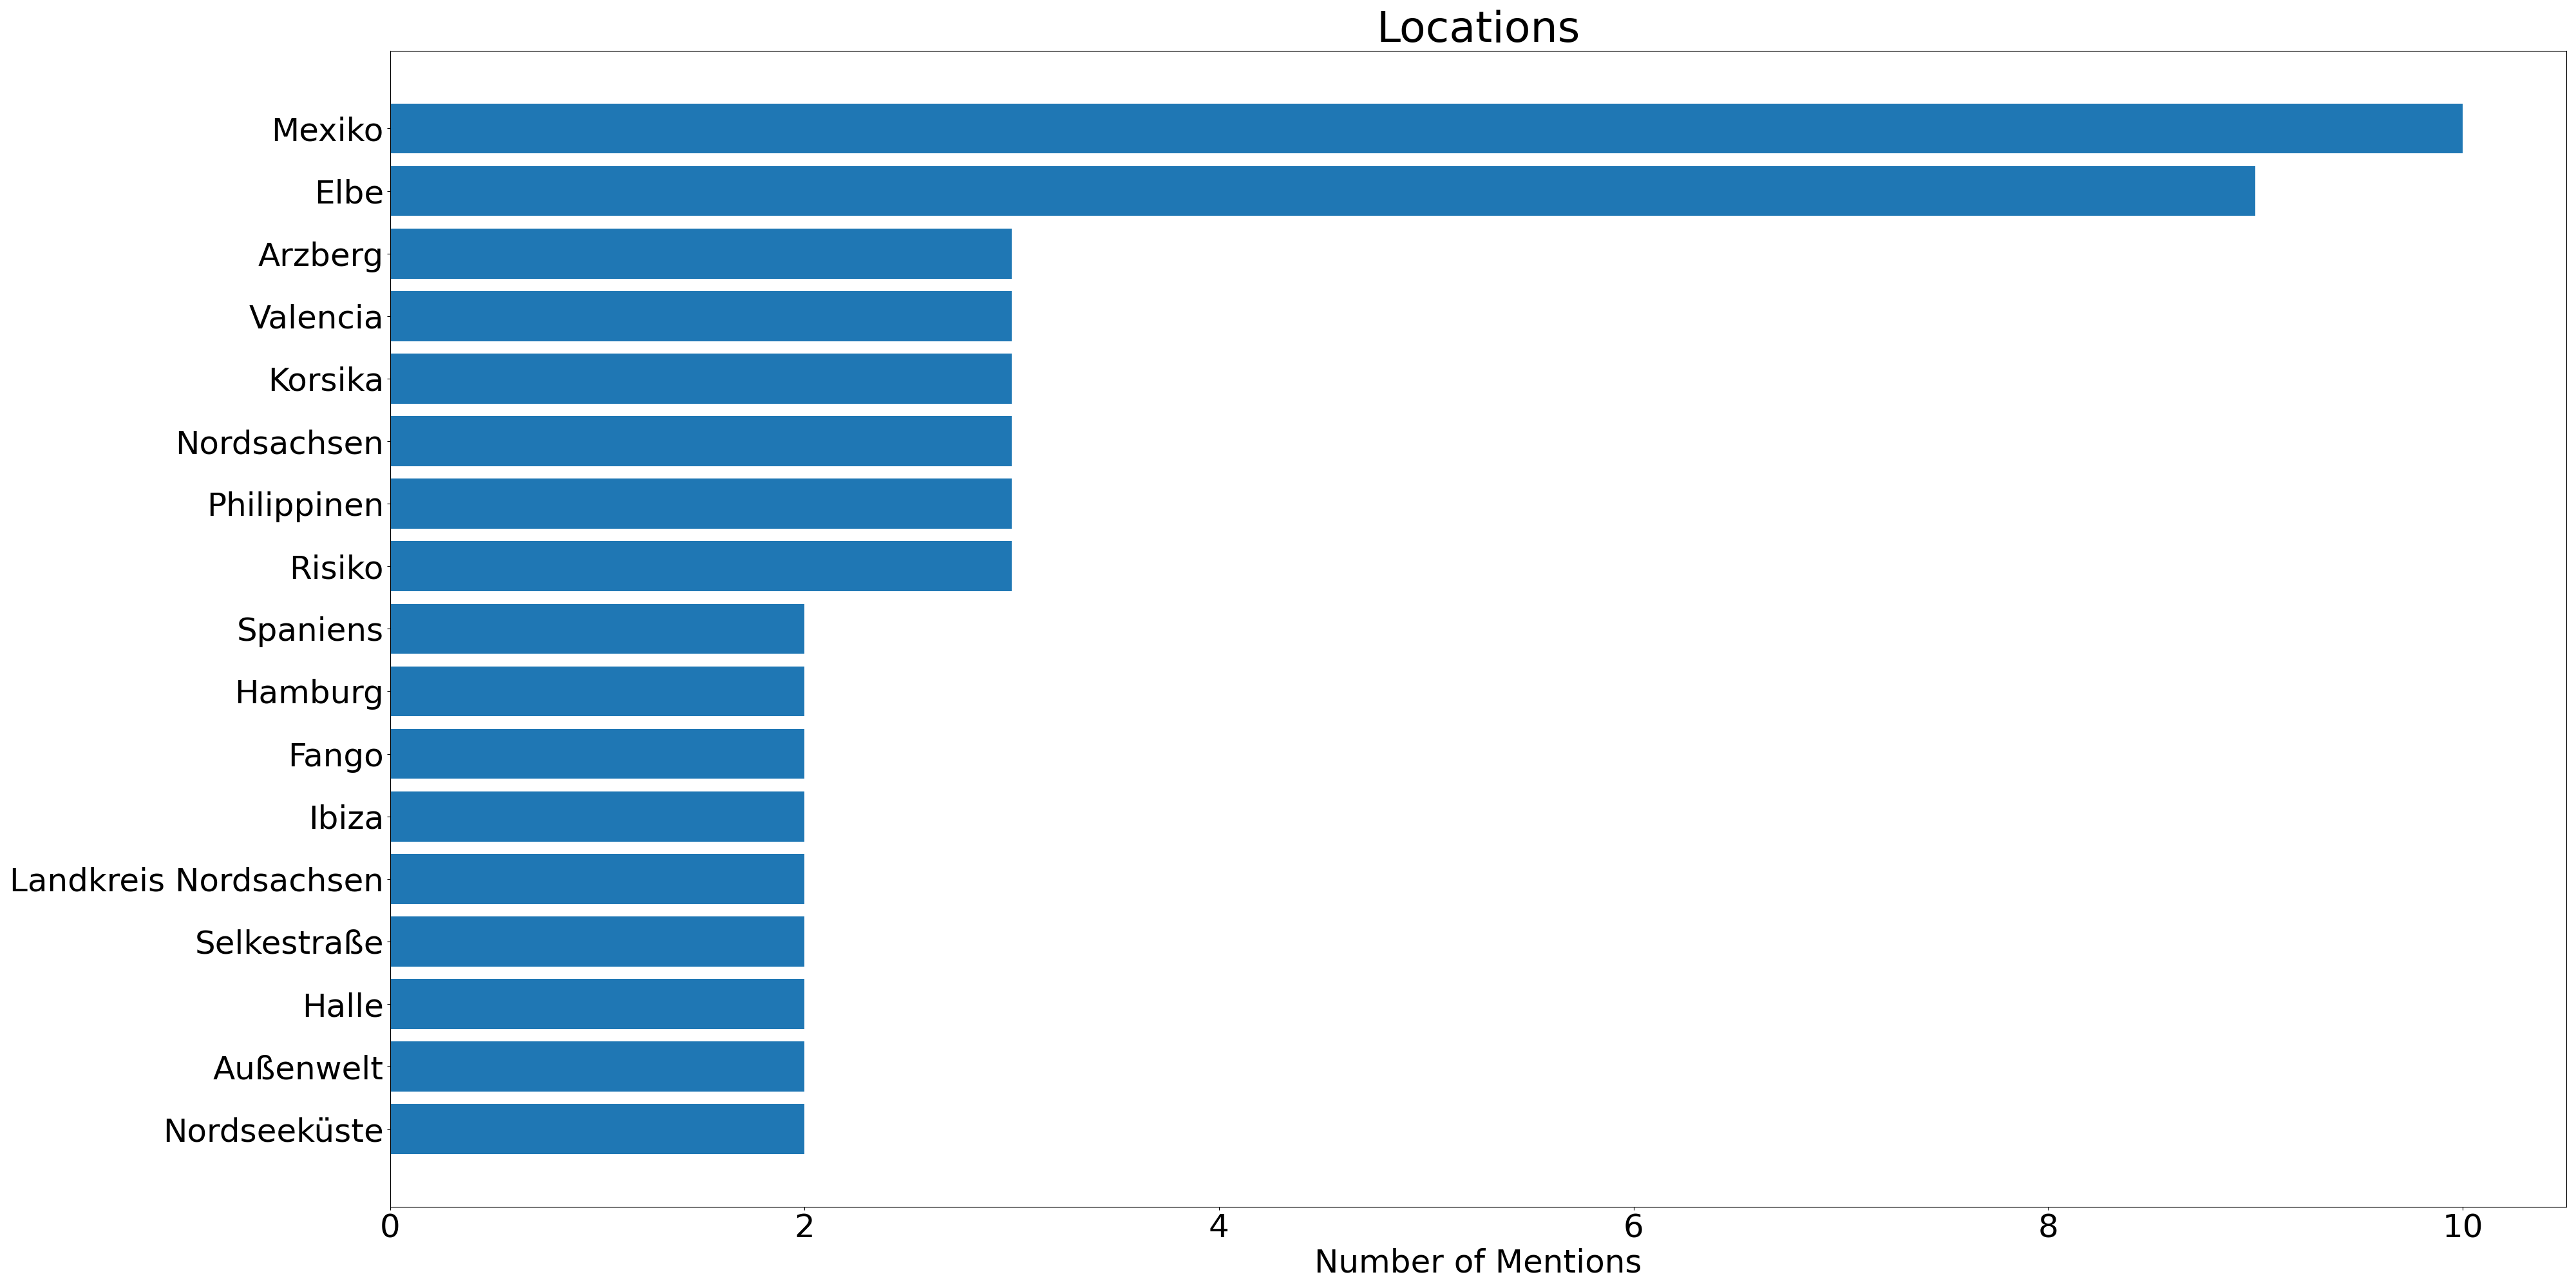 Locations
Mexiko
Elbe
Arzberg
Valencia
Korsika
Nordsachsen
Philippinen
Risiko
Spaniens
Hamburg
Fango
Ibiza
Landkreis Nordsachsen
Selkestraße
Halle
Außenwelt
Nordseeküste
0 2 4 6 8 10
Number of Mentions